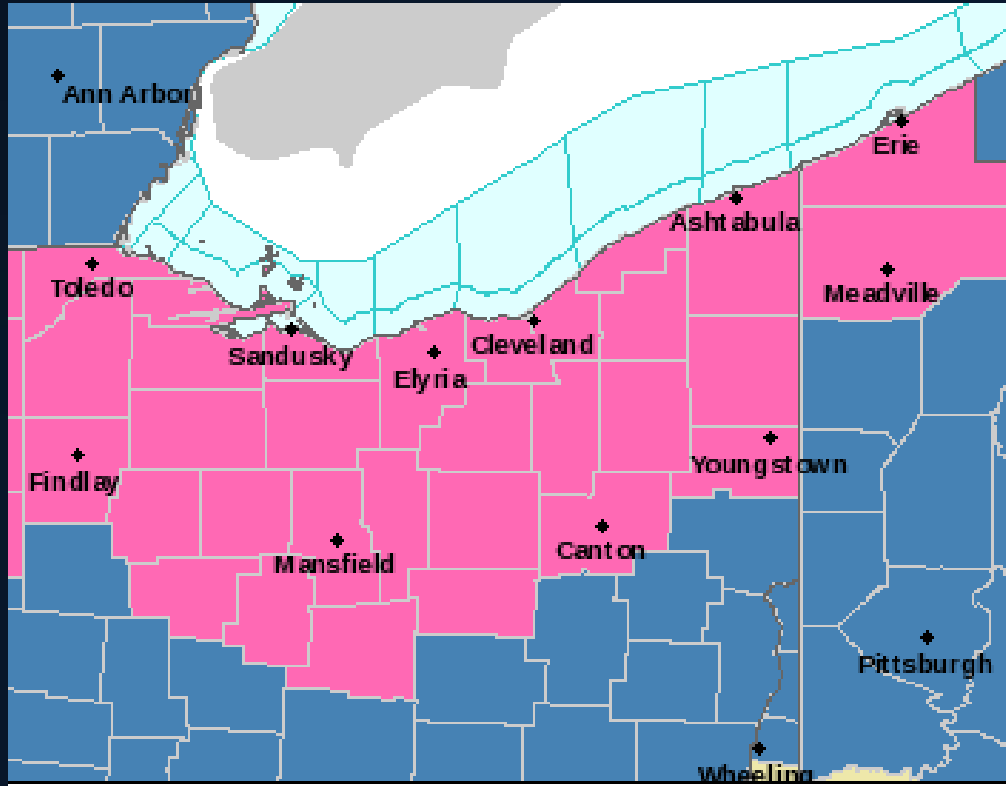 Ann Arbor
Erie
Ashtabula
Toledo
Meadville
Sandusky
Cleveland
Elyria
Findlay
Youngstown
Mansfield
Canton
Pittsburgh
Wheeling